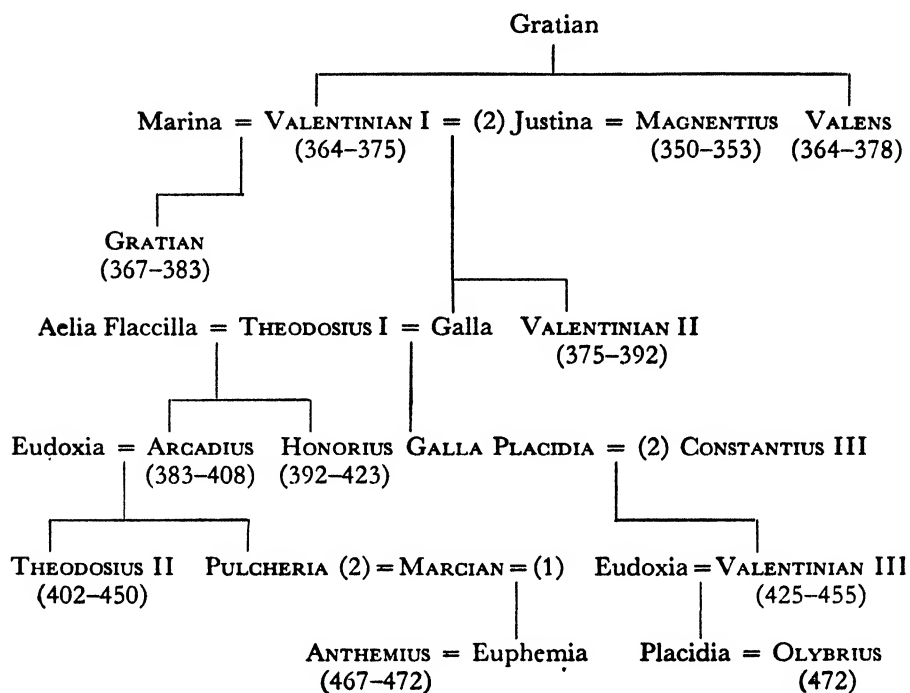 Gratian
Marina = VALENTINIAN I = (2) Justina = MAGNENTIUS VALENS
(364–375) (350–353) (364–378)
GRATIAN
(367–383)
Aelia Flaccilla = THEODOSIUS I = Galla VALENTINIAN II
(375–392)
Eudoxia = ARCADIUS HONORIUS GALLA PLACIDIA = (2) CONSTANTIUS III
(383–408) (392–423)
THEODOSIUS II PULCHERIA (2) = MARCIAN = (1) Eudoxia = VALENTINIAN III
(402–450) (425–455)
ANTHEMIUS = Euphemia Placidia = OLYBRIUS
(467–472) (472)